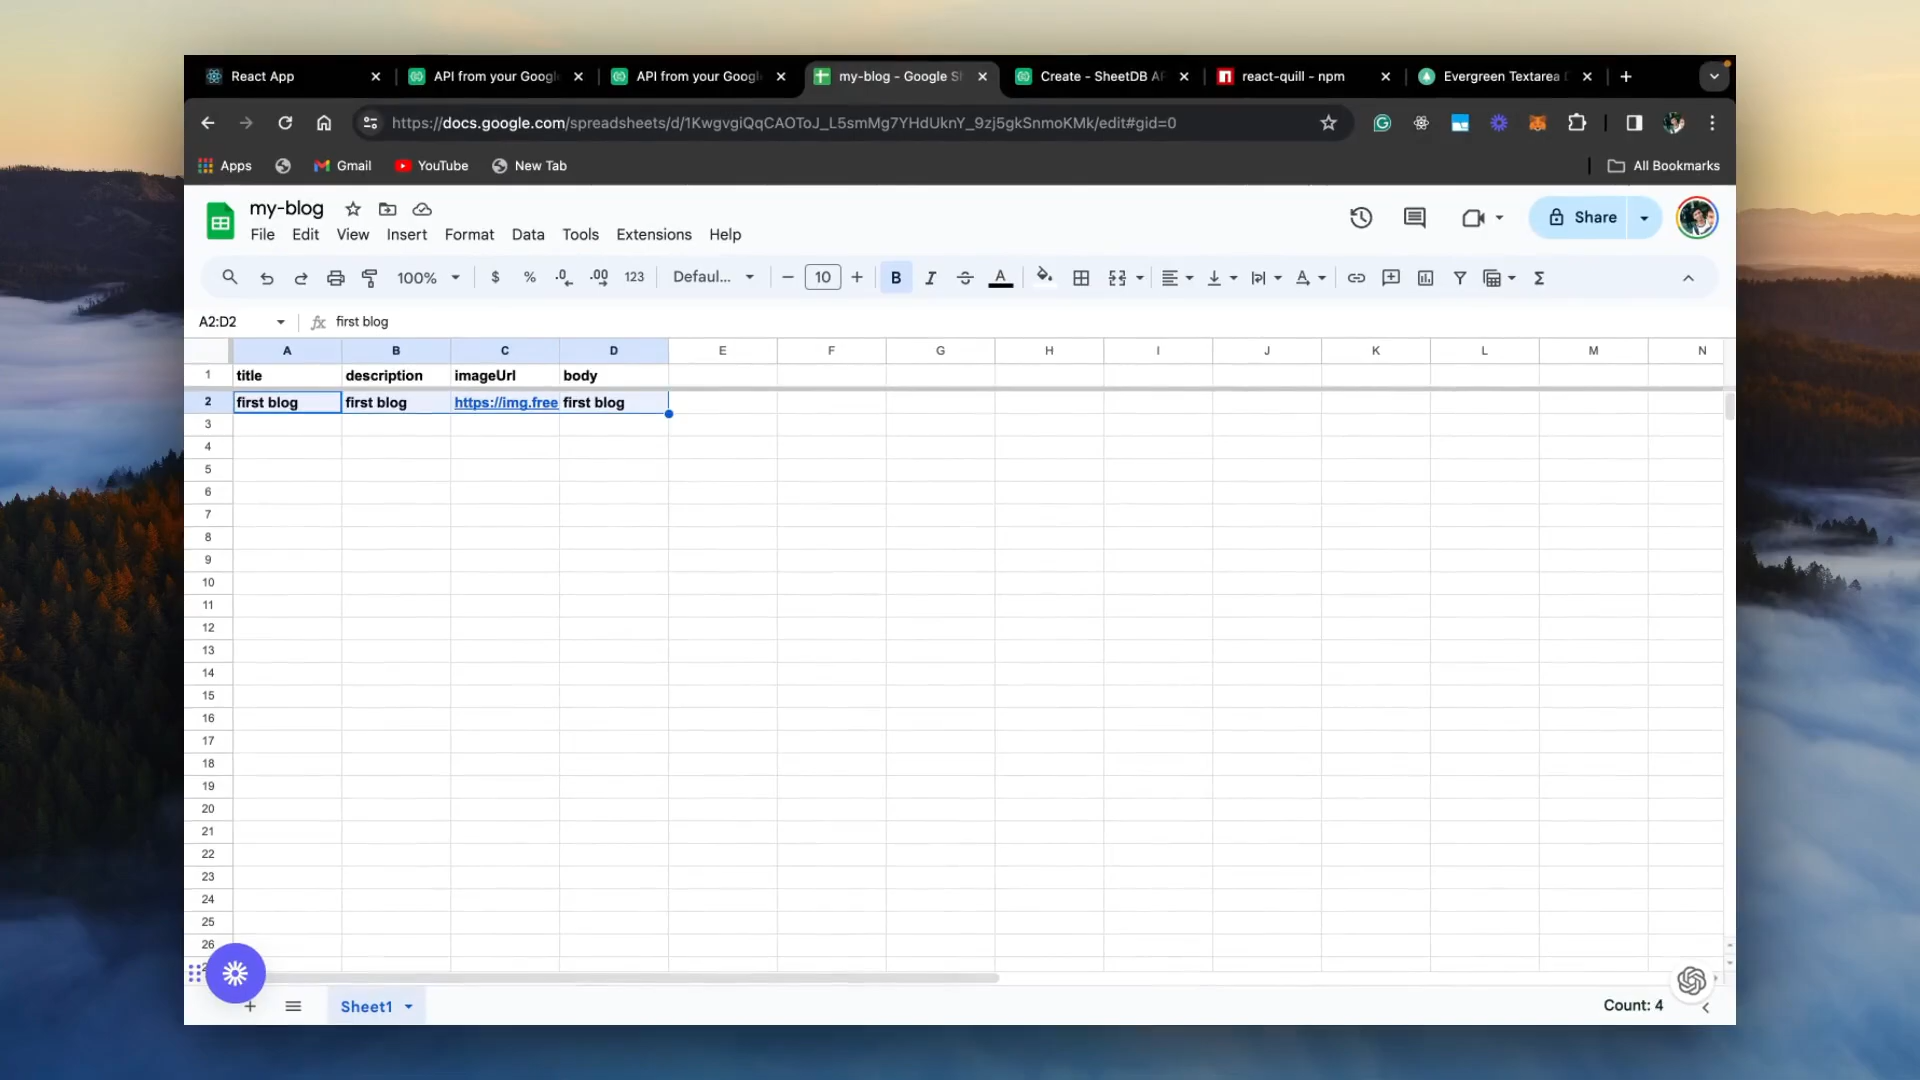 React App
API from your Googl
API from your Googl
my-blog - Google S
Create - SheetDB AP
react-quill - npm
Evergreen Textarea
https://docs.google.com/spreadsheets/d/1KwgvgiQqCAOToJ_L5smMg7YHdUknY_9zj5gkSnmoKMk/edit#gid=0
Apps
Gmail
YouTube
New Tab
All Bookmarks
my-blog
Share
File Edit View Insert Format Data Tools Extensions Help
100% $ % .0 .00 123 Defaul... 10 B I S A
A2:D2 fx first blog
A B C D E F G H I J K L M N
1 title description imageUrl body
2 first blog first blog https://img.free first blog
3
4
5
6
7
8
9
10
11
12
13
14
15
16
17
18
19
20
21
22
23
24
25
26
Sheet1
Count: 4